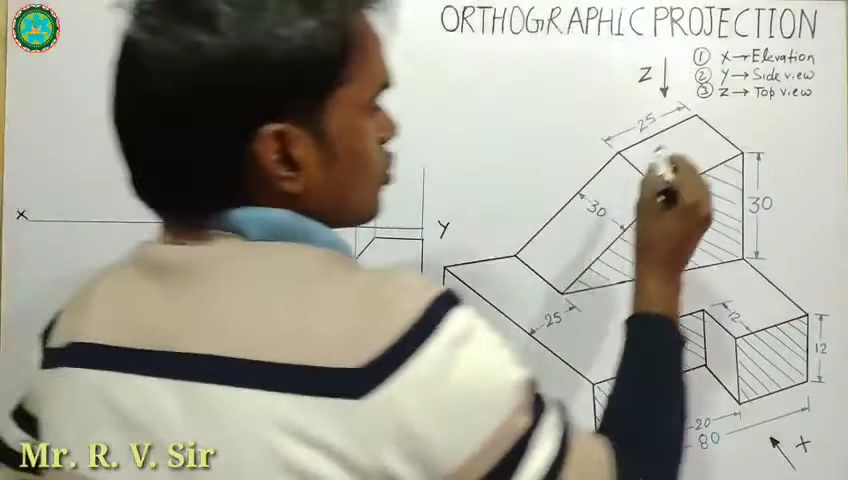 ORTHOGRAPHIC PROJECTION
① X→Elevation
② Y→Side view
③ Z→Top view
Z
25
30
30
X
Y
25
12
12
20
80
X
Mr. R. V. Sir